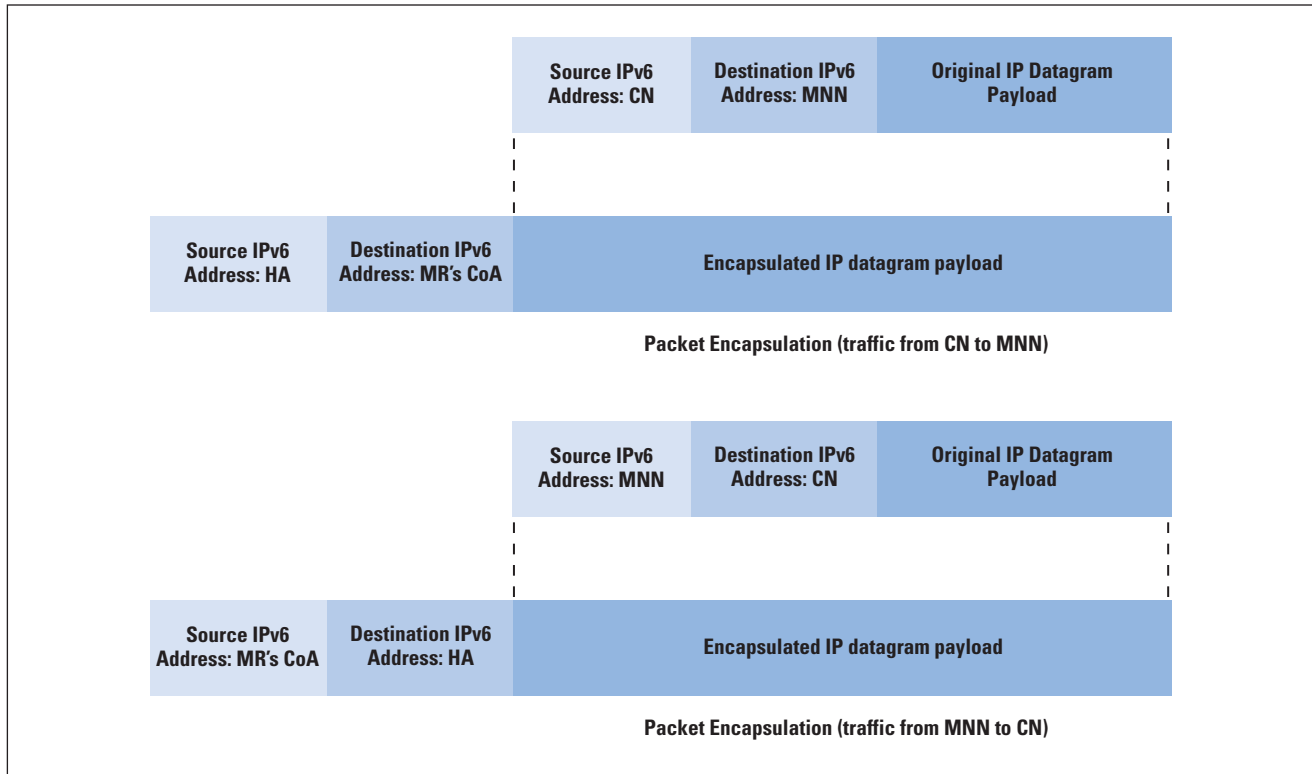 Source IPv6
Address: CN
Destination IPv6
Address: MNN
Original IP Datagram
Payload
Source IPv6
Address: HA
Destination IPv6
Address: MR’s CoA
Encapsulated IP datagram payload
Packet Encapsulation (traffic from CN to MNN)
Source IPv6
Address: MNN
Destination IPv6
Address: CN
Original IP Datagram
Payload
Source IPv6
Address: MR’s CoA
Destination IPv6
Address: HA
Encapsulated IP datagram payload
Packet Encapsulation (traffic from MNN to CN)